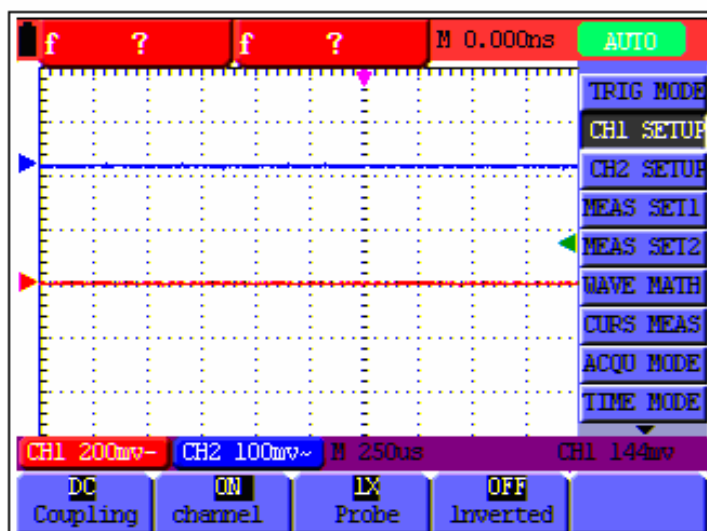 f ? f ? M 0.000ns AUTO
TRIG MODE
CH1 SETUP
CH2 SETUP
MEAS SET1
MEAS SET2
WAVE MATH
CURS MEAS
ACQU MODE
TIME MODE
CH1 200mv- CH2 100mv~ M 250us CH1 144mv
DC ON 1X OFF
Coupling channel Probe Inverted